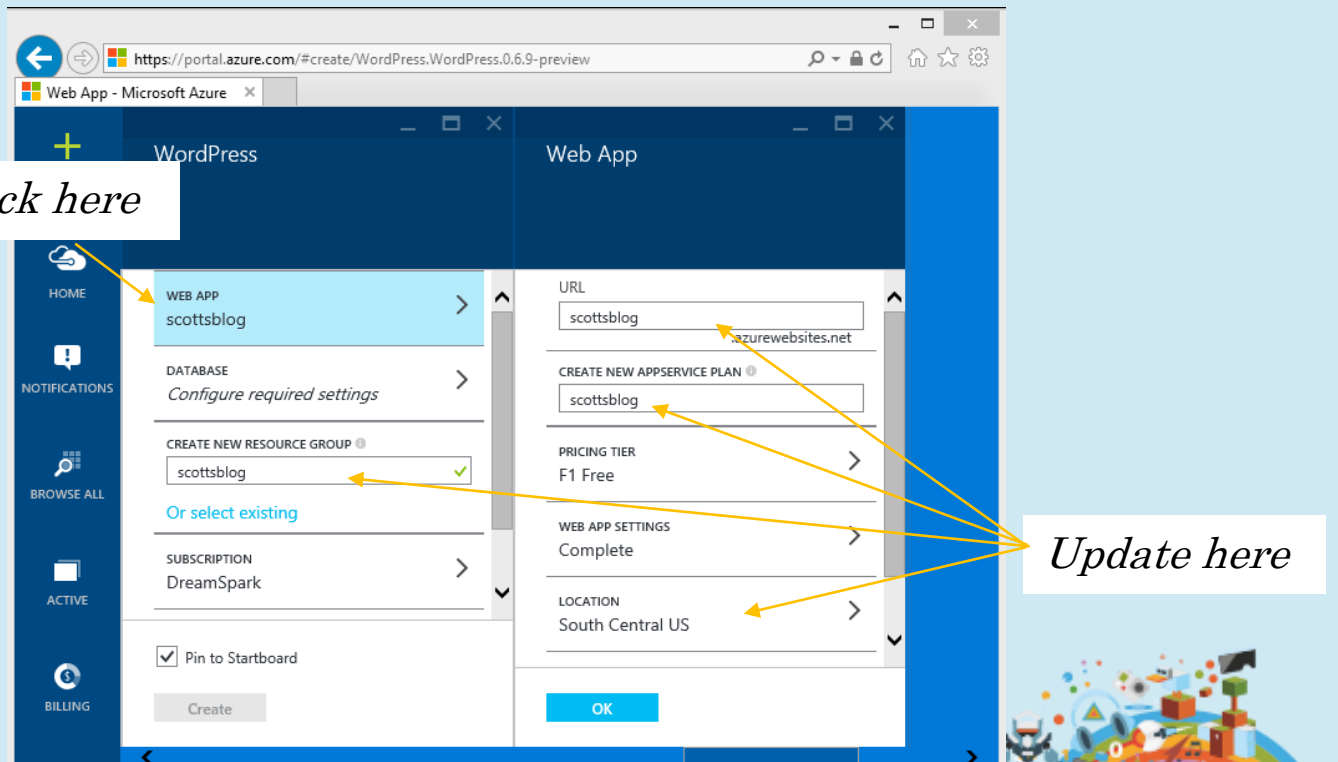 https://portal.azure.com/#create/WordPress.WordPress.0.6.9-preview
Web App - Microsoft Azure
WordPress
Web App
ck here
HOME
NOTIFICATIONS
BROWSE ALL
ACTIVE
BILLING
WEB APP
scottsblog
DATABASE
Configure required settings
CREATE NEW RESOURCE GROUP
scottsblog
Or select existing
SUBSCRIPTION
DreamSpark
Pin to Startboard
Create
URL
scottsblog
.azurewebsites.net
CREATE NEW APPSERVICE PLAN
scottsblog
PRICING TIER
F1 Free
WEB APP SETTINGS
Complete
LOCATION
South Central US
OK
Update here